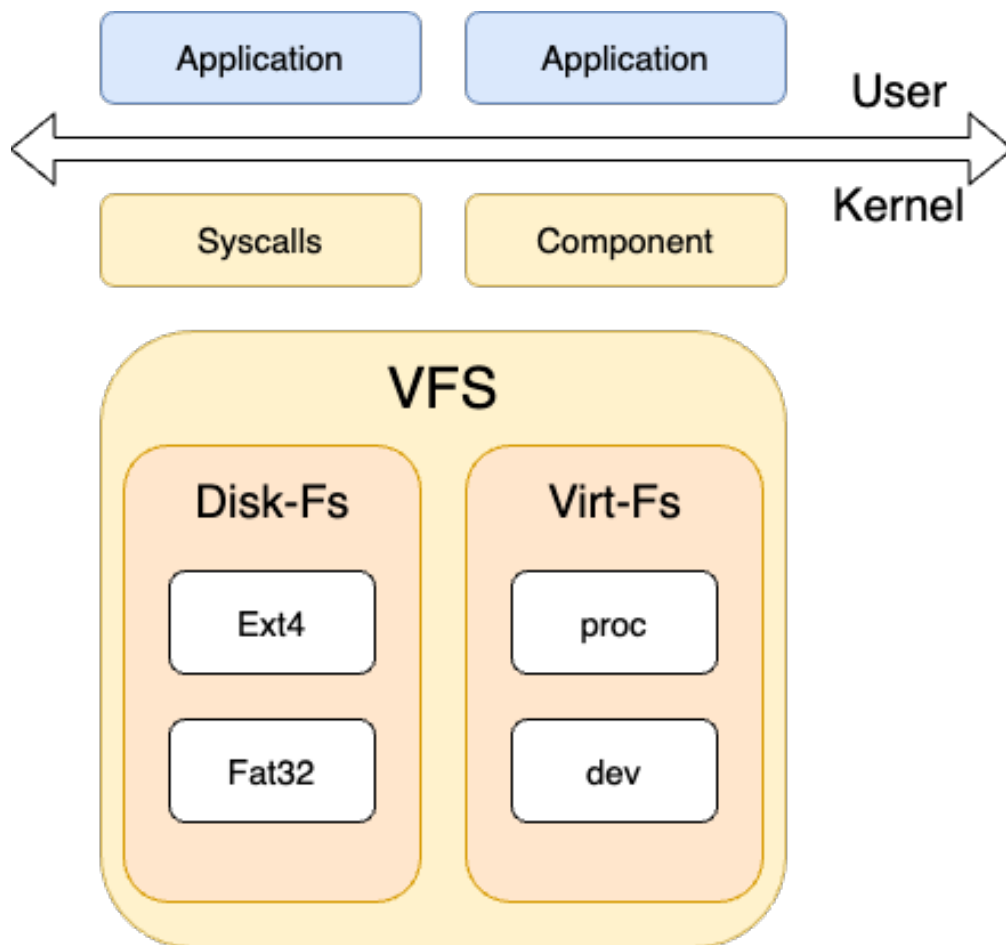 Application
Application
User
Kernel
Syscalls
Component
VFS
Disk-Fs
Virt-Fs
Ext4
proc
Fat32
dev